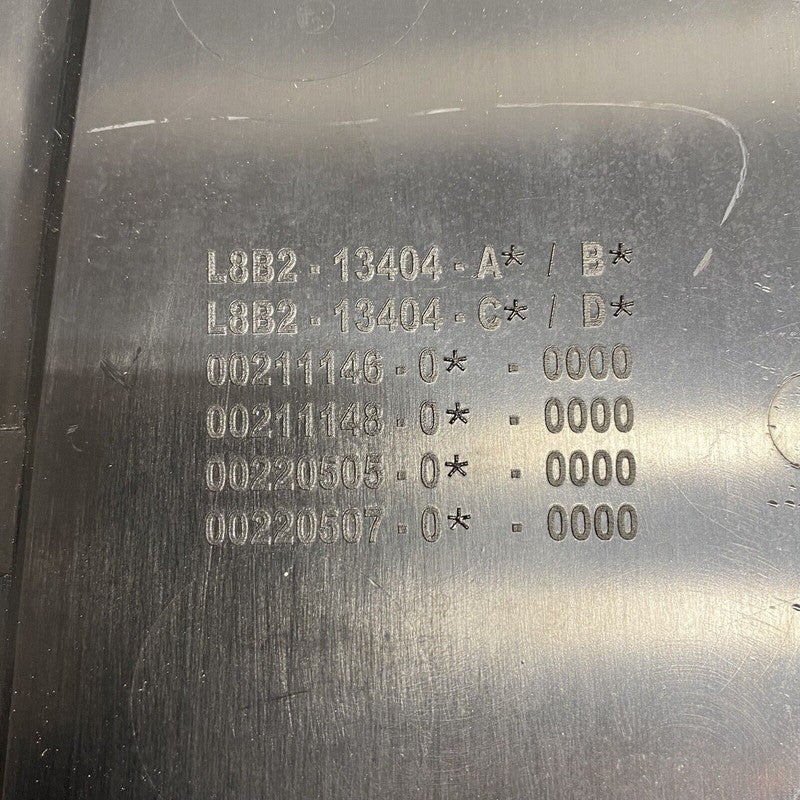 L8B2-13404-A* / B*
L8B2-13404-C* / D*
00211146-0* - 0000
00211148-0* - 0000
00220505-0* - 0000
00220507-0* - 0000